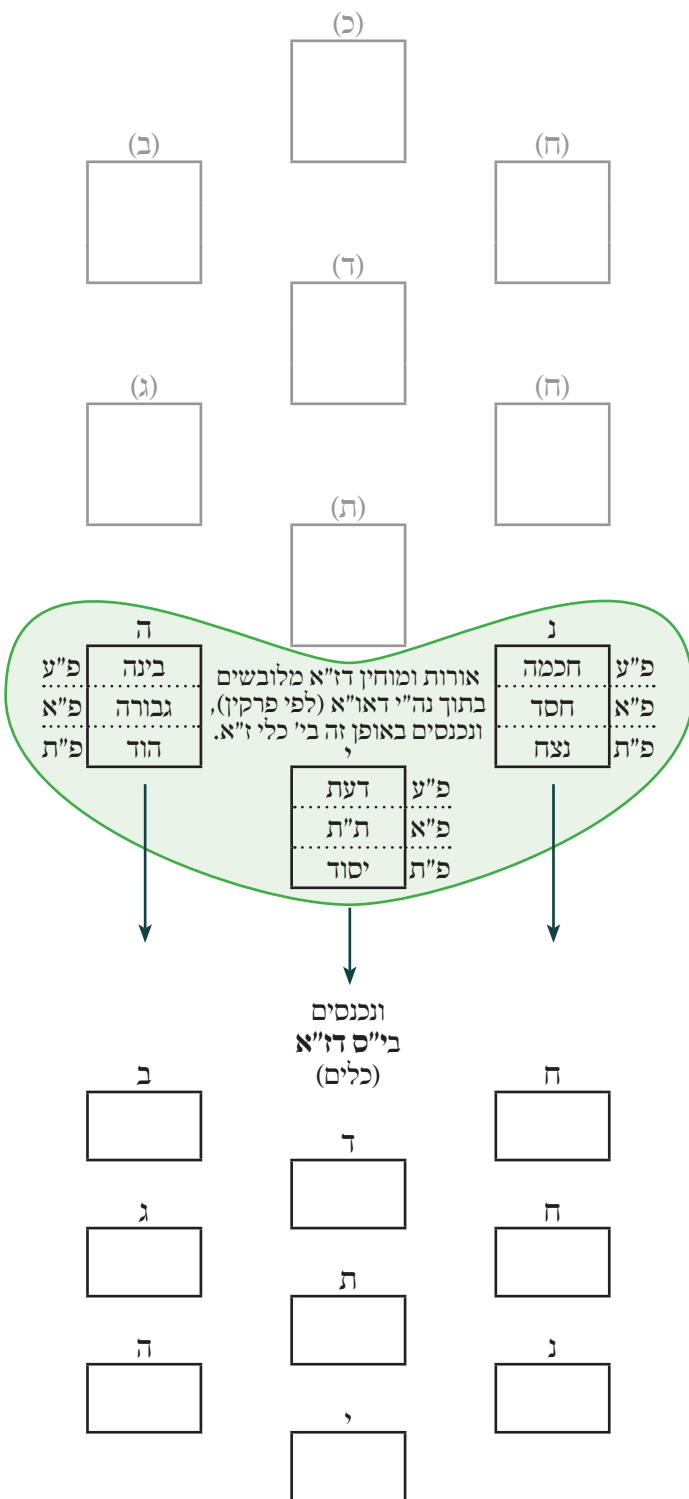 (כ)
(ח)
(ב)
(ד)
(ח)
(ג)
(ת)
נ
ה
פ"ע חכמה
פ"א חסד
פ"ת נצח
אורות ומוחין דז"א מלובשים
בתוך נה"י דאו"א (לפי פרקין),
ונכנסים באופן זה בי' כלי ז"א.
בינה פ"ע
גבורה פ"א
הוד פ"ת
י
פ"ע דעת
פ"א ת"ת
פ"ת יסוד
ונכנסים
בי"ס דז"א
(כלים)
ח
ב
ד
ח
ג
ת
נ
ה
י